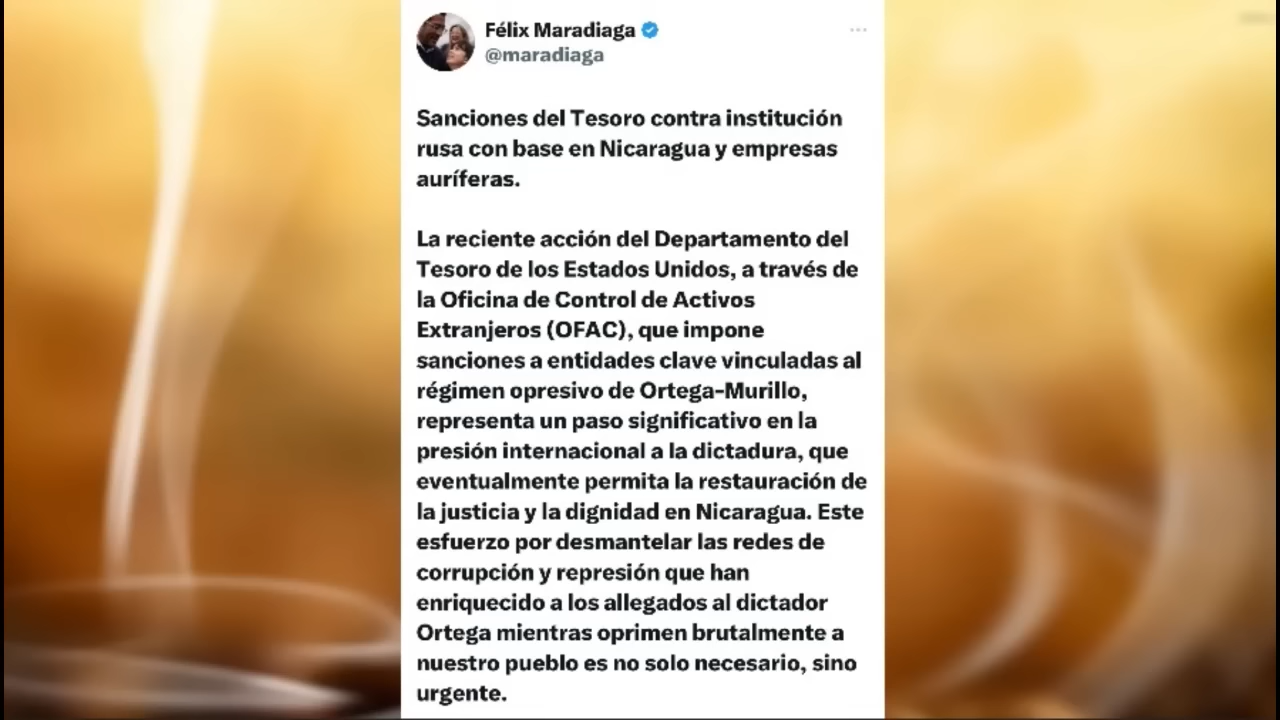 Félix Maradiaga
@maradiaga
Sanciones del Tesoro contra institución
rusa con base en Nicaragua y empresas
auríferas.
La reciente acción del Departamento del
Tesoro de los Estados Unidos, a través de
la Oficina de Control de Activos
Extranjeros (OFAC), que impone
sanciones a entidades clave vinculadas al
régimen opresivo de Ortega-Murillo,
representa un paso significativo en la
presión internacional a la dictadura, que
eventualmente permita la restauración de
la justicia y la dignidad en Nicaragua. Este
esfuerzo por desmantelar las redes de
corrupción y represión que han
enriquecido a los allegados al dictador
Ortega mientras oprimen brutalmente a
nuestro pueblo es no solo necesario, sino
urgente.